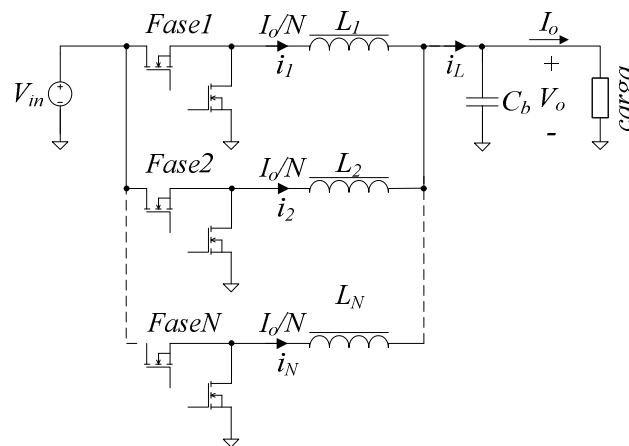 Fase1
I_o/N
L_1
i_1
V_in
i_L
I_o
+
V_o
-
C_b
carga
Fase2
I_o/N
L_2
i_2
FaseN
I_o/N
L_N
i_N